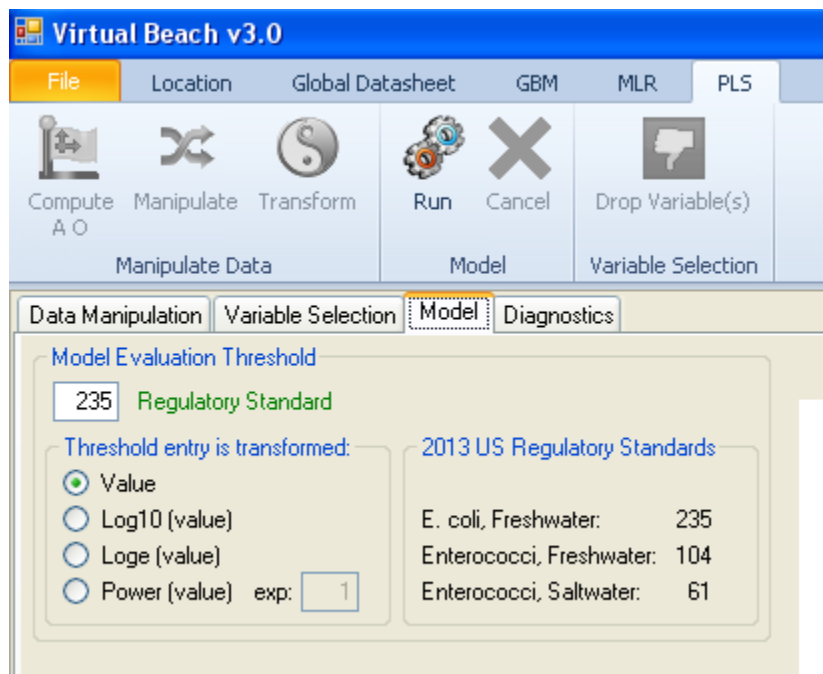 Virtual Beach v3.0
File Location Global Datasheet GBM MLR PLS
Compute A O Manipulate Transform Run Cancel Drop Variable(s)
Manipulate Data Model Variable Selection
Data Manipulation Variable Selection Model Diagnostics
Model Evaluation Threshold
235 Regulatory Standard
Threshold entry is transformed:
Value
Log10 (value)
Loge (value)
Power (value) exp: 1
2013 US Regulatory Standards
E. coli, Freshwater: 235
Enterococci, Freshwater: 104
Enterococci, Saltwater: 61